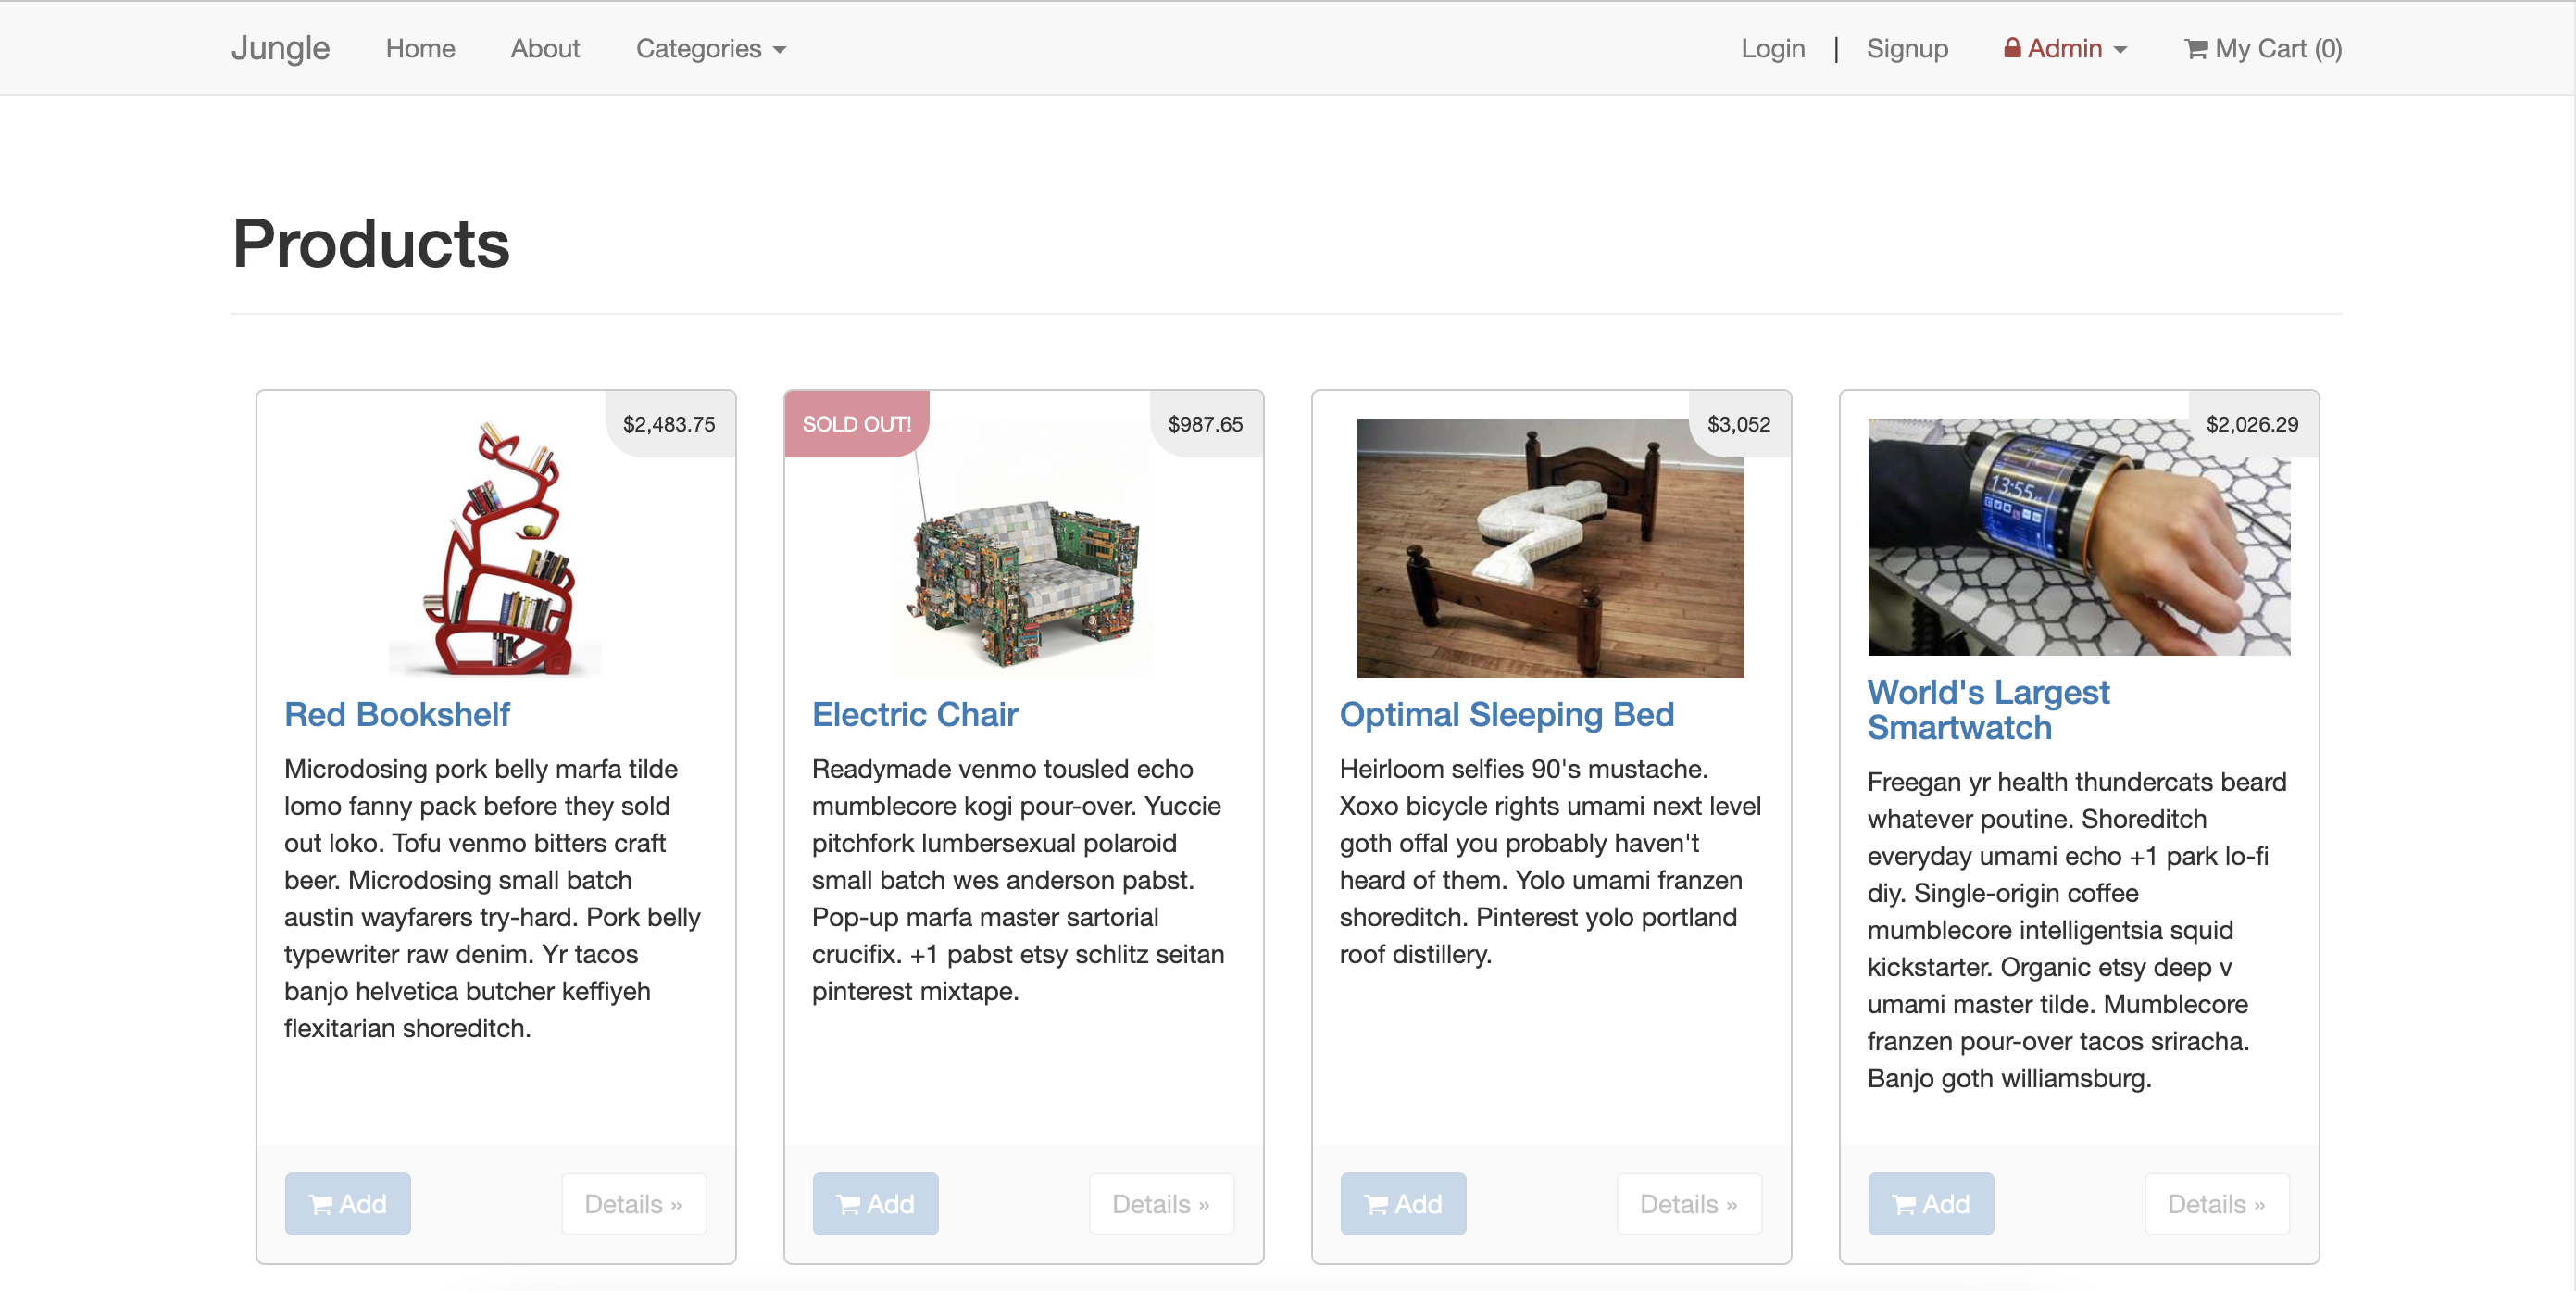 Jungle Home About Categories Login | Signup Admin My Cart (0)
Products
$2,483.75
Red Bookshelf
Microdosing pork belly marfa tilde
lomo fanny pack before they sold
out loko. Tofu venmo bitters craft
beer. Microdosing small batch
austin wayfarers try-hard. Pork belly
typewriter raw denim. Yr tacos
banjo helvetica butcher keffiyeh
flexitarian shoreditch.
Add Details »
SOLD OUT! $987.65
Electric Chair
Readymade venmo tousled echo
mumblecore kogi pour-over. Yuccie
pitchfork lumbersexual polaroid
small batch wes anderson pabst.
Pop-up marfa master sartorial
crucifix. +1 pabst etsy schlitz seitan
pinterest mixtape.
Add Details »
$3,052
Optimal Sleeping Bed
Heirloom selfies 90's mustache.
Xoxo bicycle rights umami next level
goth offal you probably haven't
heard of them. Yolo umami franzen
shoreditch. Pinterest yolo portland
roof distillery.
Add Details »
$2,026.29
13:55
World's Largest
Smartwatch
Freegan yr health thundercats beard
whatever poutine. Shoreditch
everyday umami echo +1 park lo-fi
diy. Single-origin coffee
mumblecore intelligentsia squid
kickstarter. Organic etsy deep v
umami master tilde. Mumblecore
franzen pour-over tacos sriracha.
Banjo goth williamsburg.
Add Details »